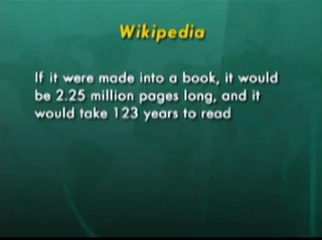 Wikipedia
If it were made into a book, it would
be 2.25 million pages long, and it
would take 123 years to read